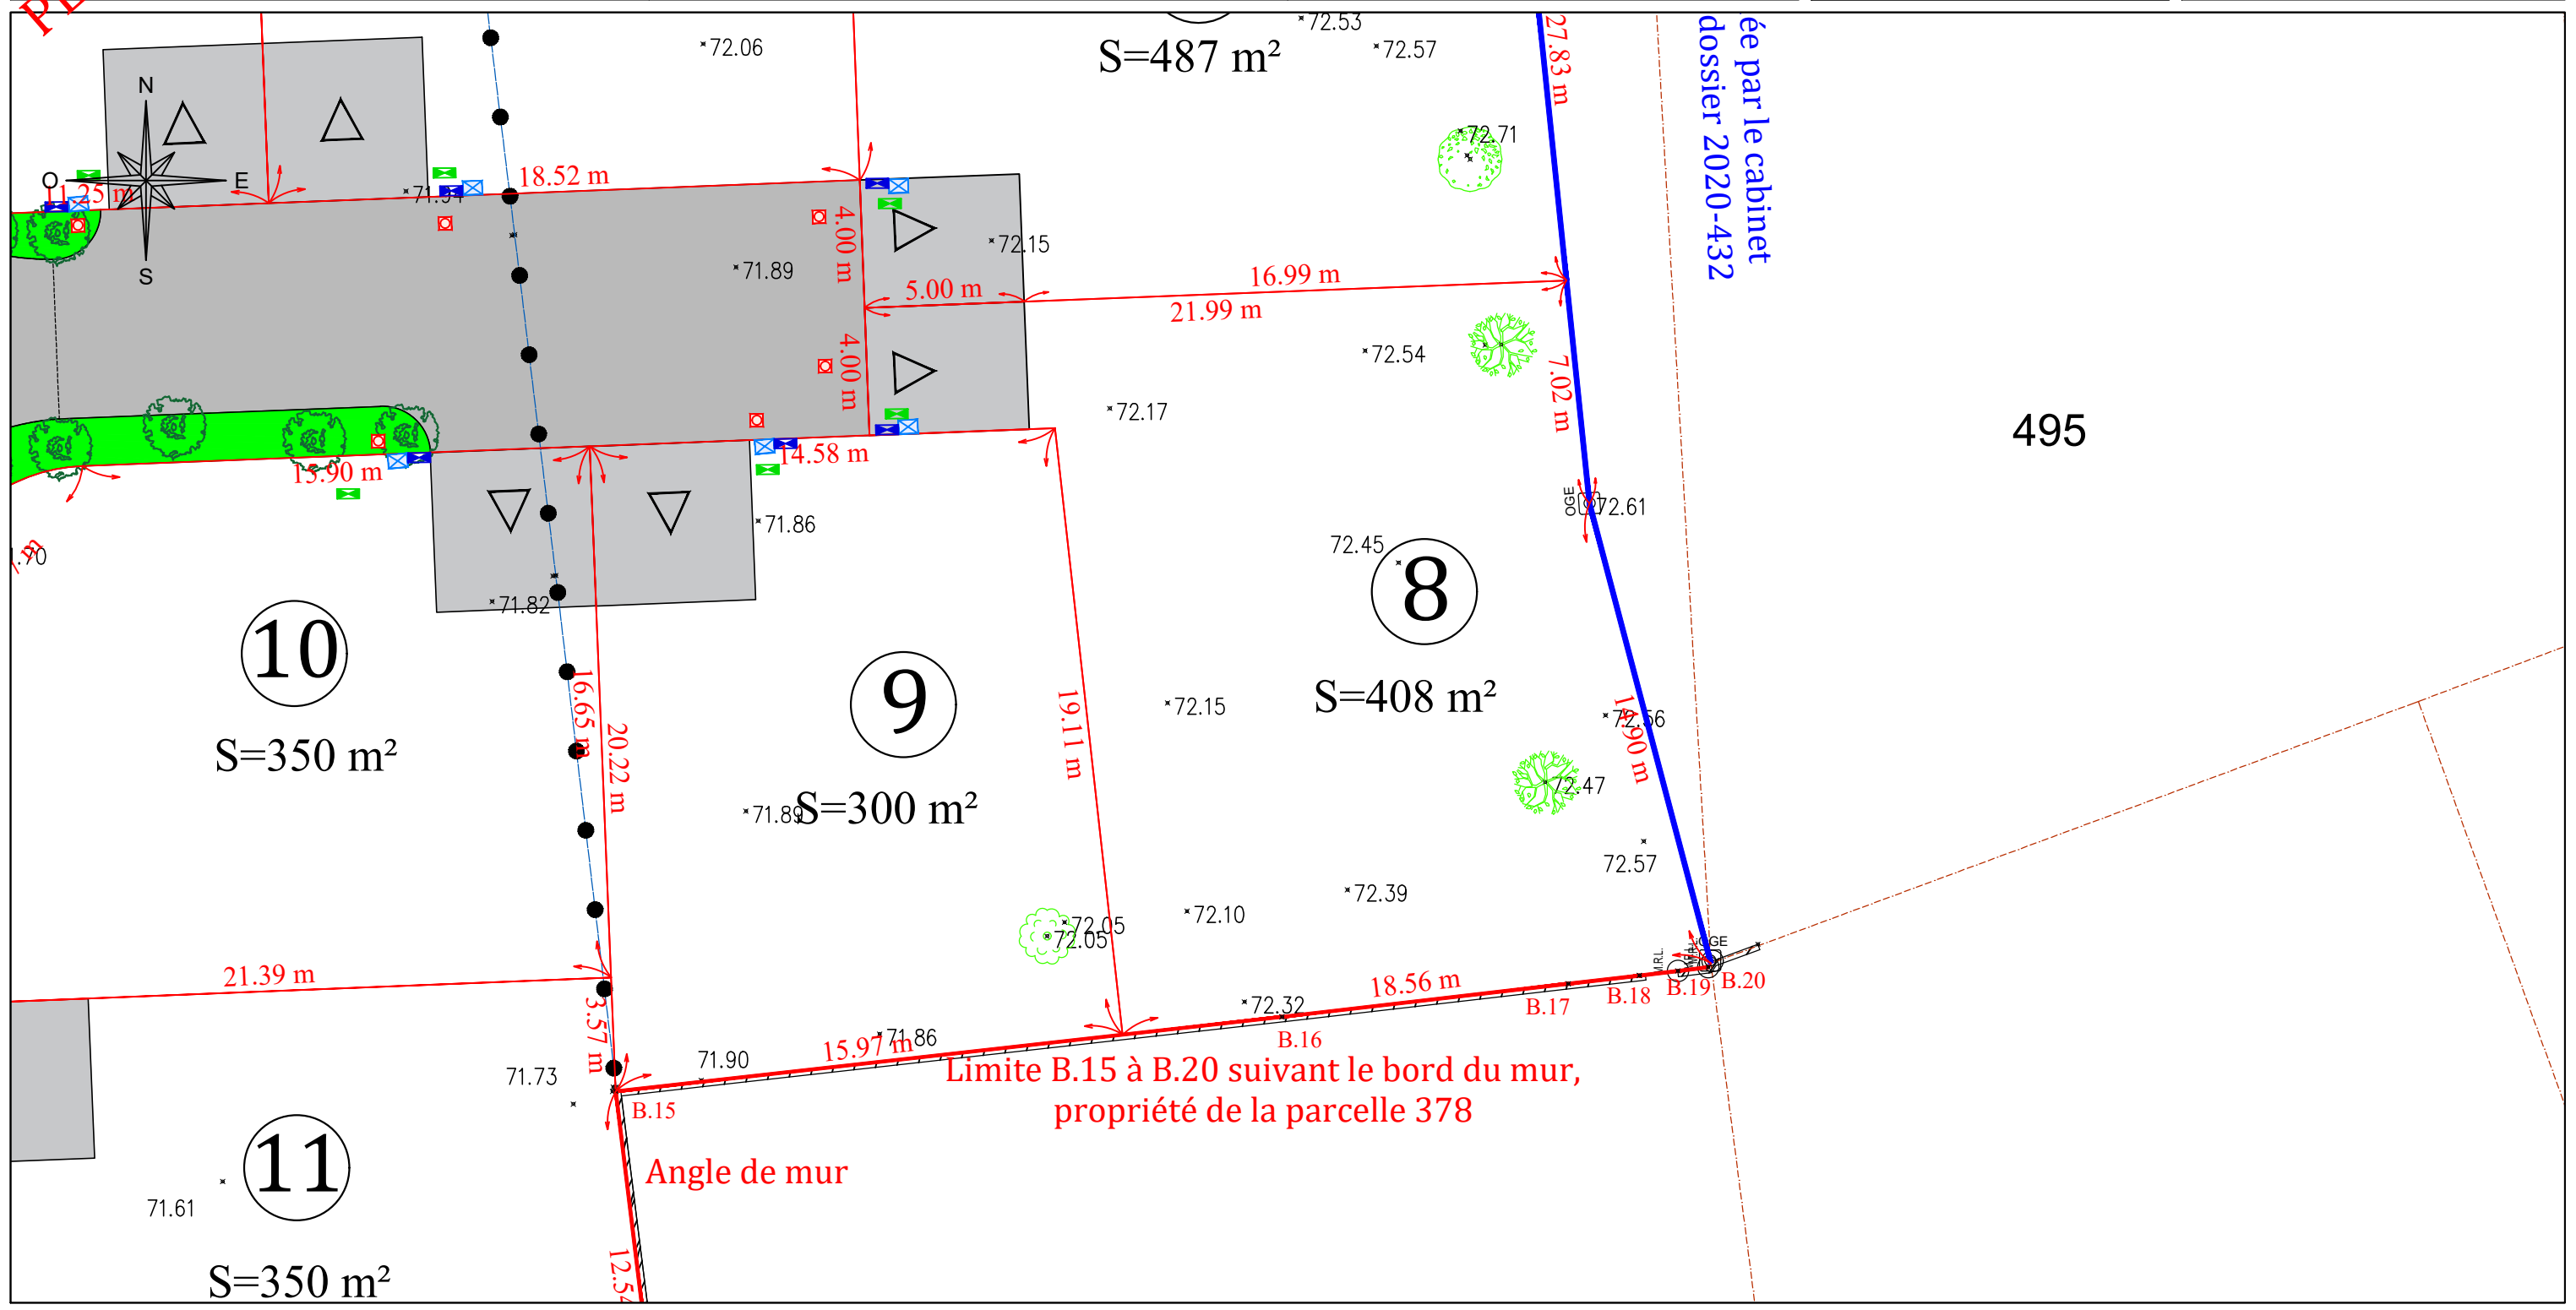 72.06
S=487 m²
72.53
72.57
27.83 m
ée par le cabinet
dossier 2020-432
N
O
E
S
11.25 m
71.94
18.52 m
72.71
4.00 m
72.15
71.89
5.00 m
16.99 m
21.99 m
4.00 m
72.54
7.02 m
72.17
495
15.90 m
14.58 m
OGE
72.61
71.86
.70
m
72.45
8
S=408 m²
71.82
10
S=350 m²
16.65 m
20.22 m
9
S=300 m²
71.89
19.11 m
72.15
72.56
14.90 m
72.47
72.57
72.39
72.10
72.05
72.05
21.39 m
3.57 m
18.56 m
M.R.L.
OGE
B.17
B.18
B.19
B.20
72.32
B.16
71.86
15.97 m
71.90
71.73
B.15
Limite B.15 à B.20 suivant le bord du mur,
propriété de la parcelle 378
Angle de mur
11
S=350 m²
71.61
12.54